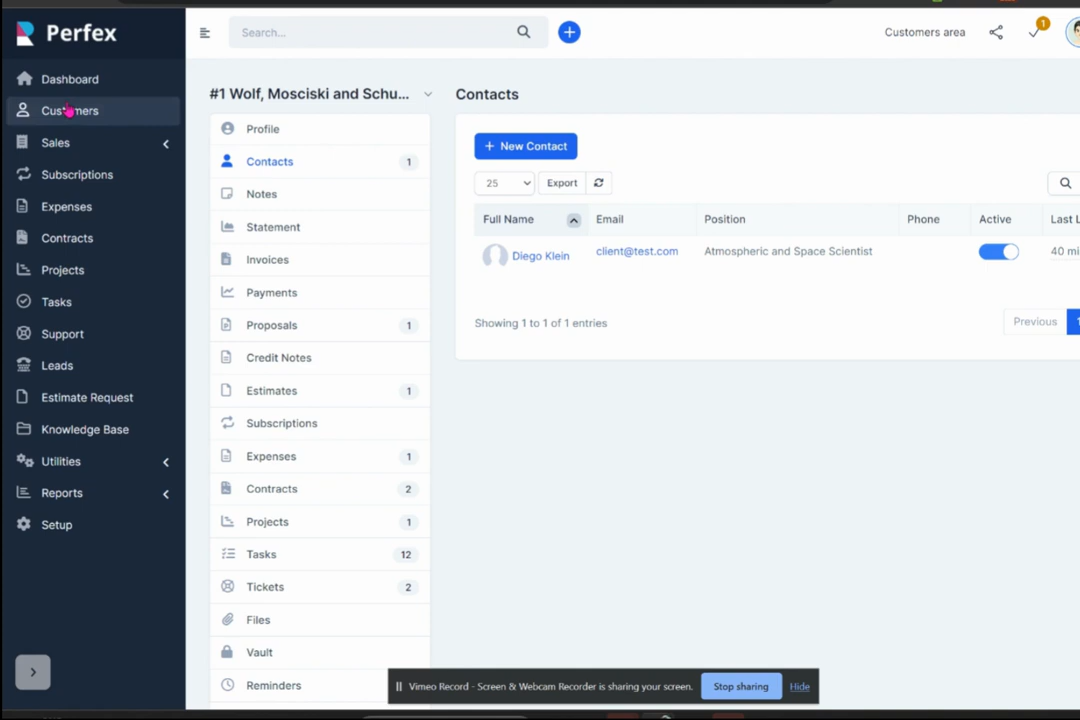 Perfex
Search...
Customers area
1
Dashboard
Customers
Sales
Subscriptions
Expenses
Contracts
Projects
Tasks
Support
Leads
Estimate Request
Knowledge Base
Utilities
Reports
Setup
#1 Wolf, Mosciski and Schu...
Profile
Contacts 1
Notes
Statement
Invoices
Payments
Proposals 1
Credit Notes
Estimates 1
Subscriptions
Expenses 1
Contracts 2
Projects 1
Tasks 12
Tickets 2
Files
Vault
Reminders
Contacts
+ New Contact
25 Export
Full Name Email Position Phone Active Last L
Diego Klein client@test.com Atmospheric and Space Scientist 40 mi
Showing 1 to 1 of 1 entries
Previous 1
Vimeo Record - Screen & Webcam Recorder is sharing your screen. Stop sharing Hide